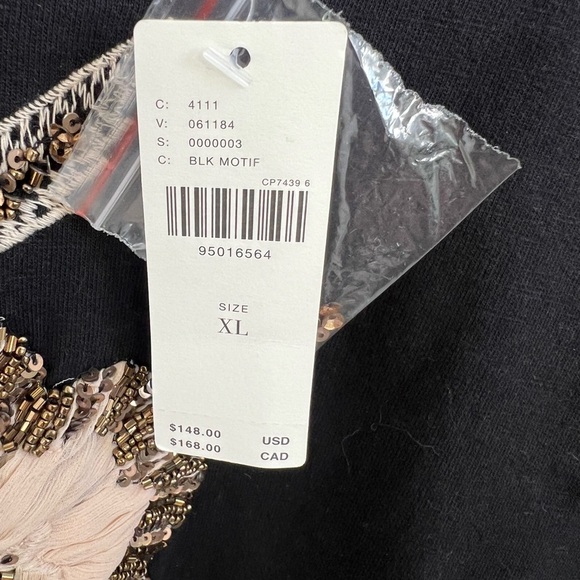 C: 4111
V: 061184
S: 0000003
C: BLK MOTIF
CP7439 6
95016564
SIZE
XL
$148.00 USD
$168.00 CAD